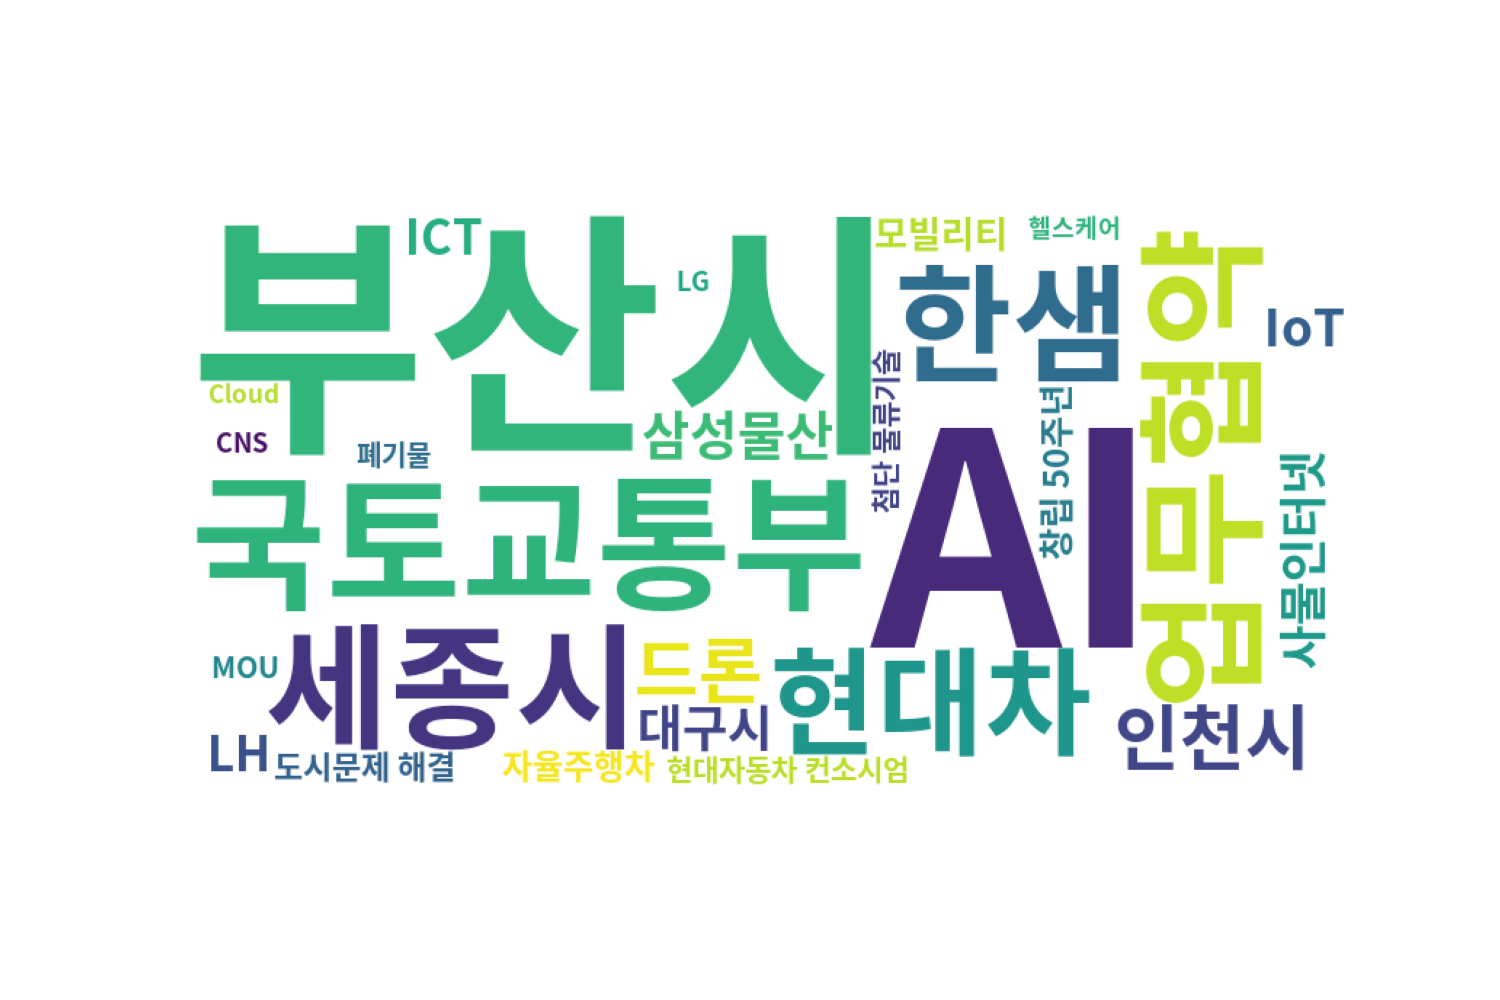 부산시
ICT
LG
모빌리티
헬스케어
한샘
업무협약
IoT
Cloud
CNS
폐기물
삼성물산
첨단 물류기술
창립 50주년
국토교통부
AI
사물인터넷
MOU
세종시
드론
대구시
현대차
인천시
LH
도시문제 해결
자율주행차
현대자동차 컨소시엄